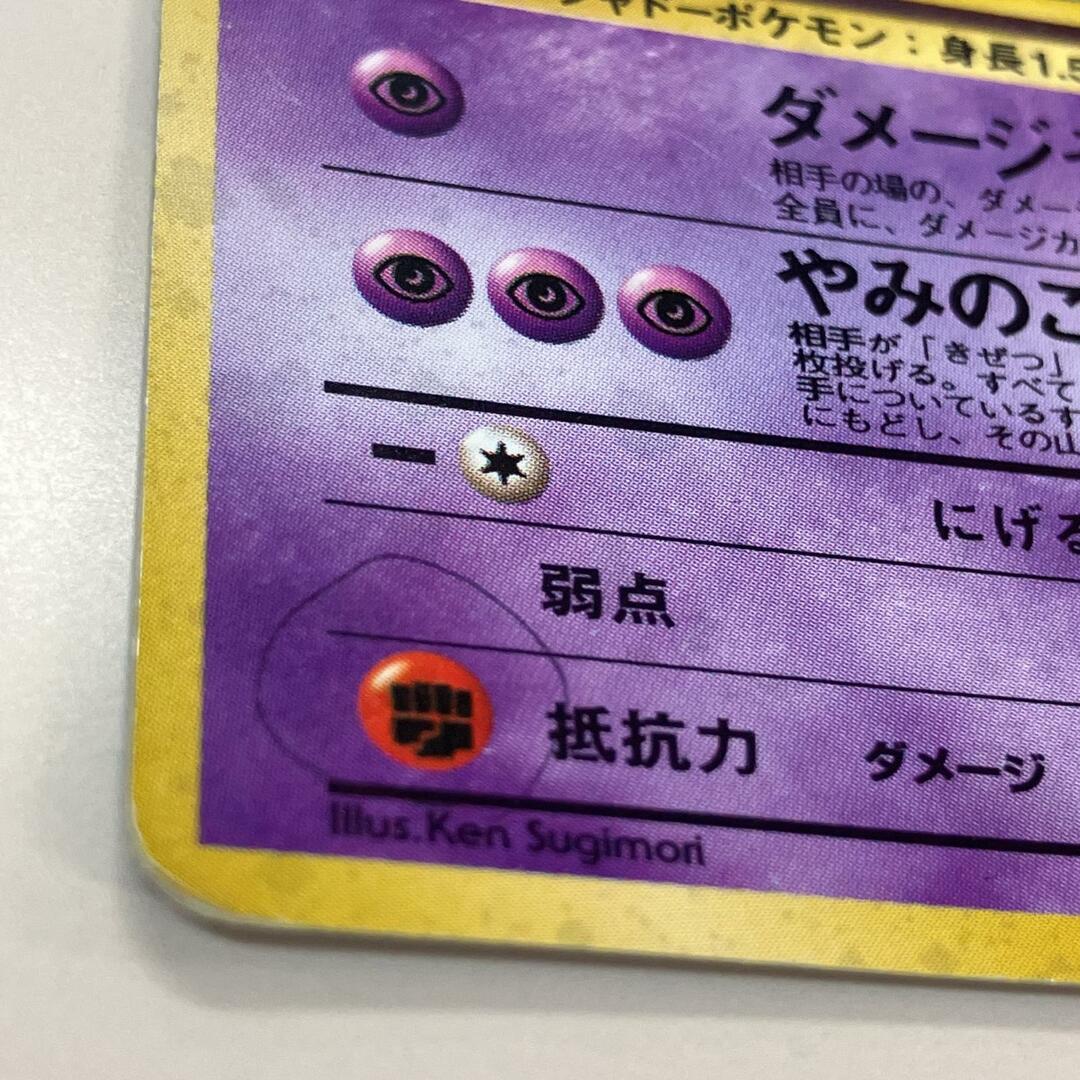 シャドーポケモン：身長1.5
ダメージ
相手の場の、ダメー
全員に、ダメージカ
やみのこ
相手が「きぜつ」
枚投げる。すべて
手についているす
にもどし、その山
－
にげる
弱点
抵抗力 ダメージ
Illus.Ken Sugimori